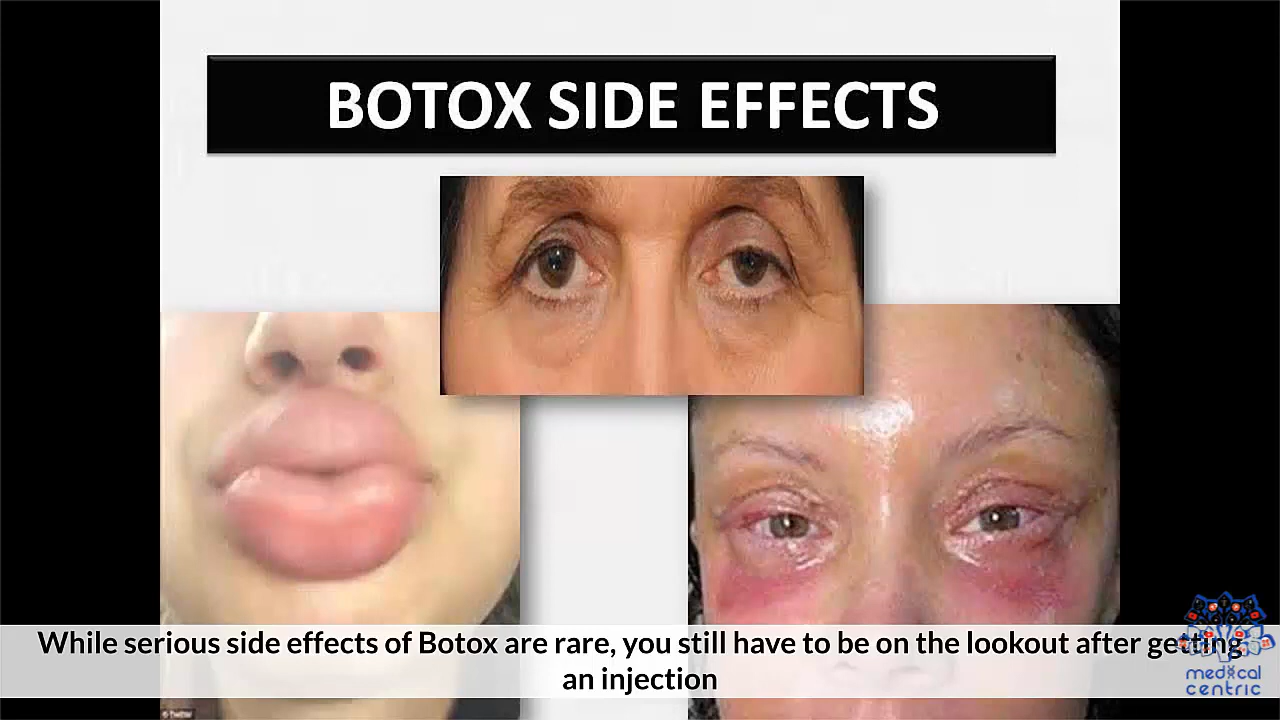 BOTOX SIDE EFFECTS
While serious side effects of Botox are rare, you still have to be on the lookout after getting
an injection
medical
centric
© Twitter